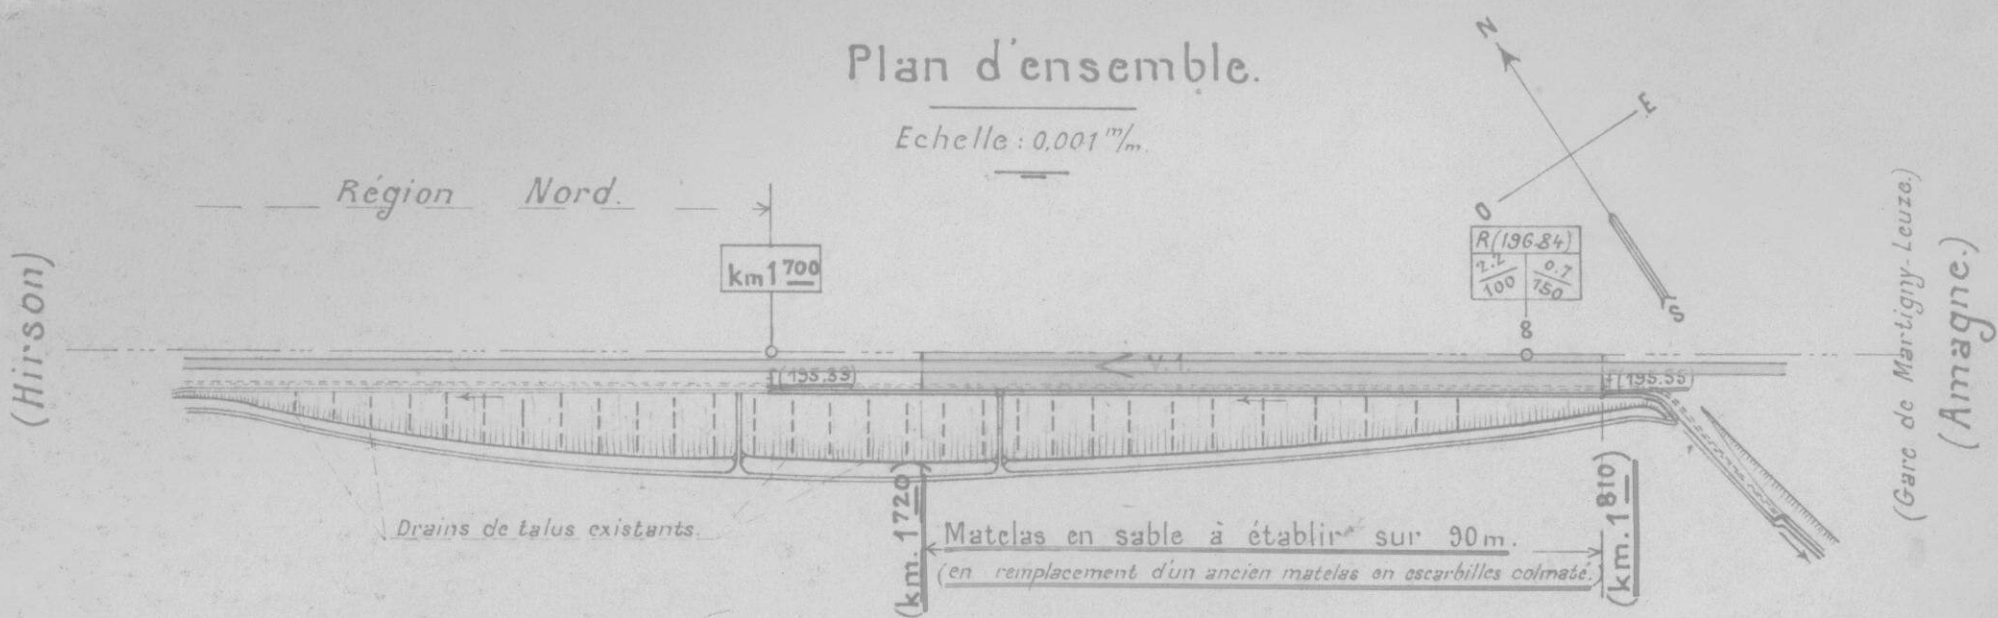 Plan d'ensemble.
Echelle : 0,001 m/m.
N
E
O
S
Région Nord.
km 1 700
R (196.84)
2.2/100 0.7/150
8
(Hirson)
(Gare de Martigny-Leuze.)
(Amagne.)
V.1.
f (195.39)
f (195.55)
Drains de talus existants.
(km. 1 720)
Matelas en sable à établir sur 90 m.
(en remplacement d'un ancien matelas en escarbilles colmaté.)
(km. 1 810)